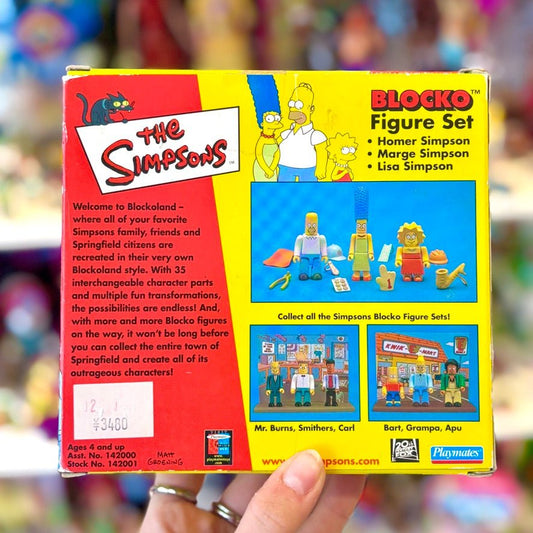 THE
SIMPSONS
TM
BLOCKO™
Figure Set
• Homer Simpson
• Marge Simpson
• Lisa Simpson
Welcome to Blockoland –
where all of your favorite
Simpsons family, friends and
Springfield citizens are
recreated in their very own
Blockoland style. With 35
interchangeable character parts
and multiple fun transformations,
the possibilities are endless! And,
with more and more Blocko figures
on the way, it won't be long before
you can collect the entire town of
Springfield and create all of its
outrageous characters!
Collect all the Simpsons Blocko Figure Sets!
KWIK-E-MART
Mr. Burns, Smithers, Carl
Bart, Grampa, Apu
¥3400
Ages 4 and up
Asst. No. 142000
Stock No. 142001
MATT
GROENING
20th
FOX
Playmates